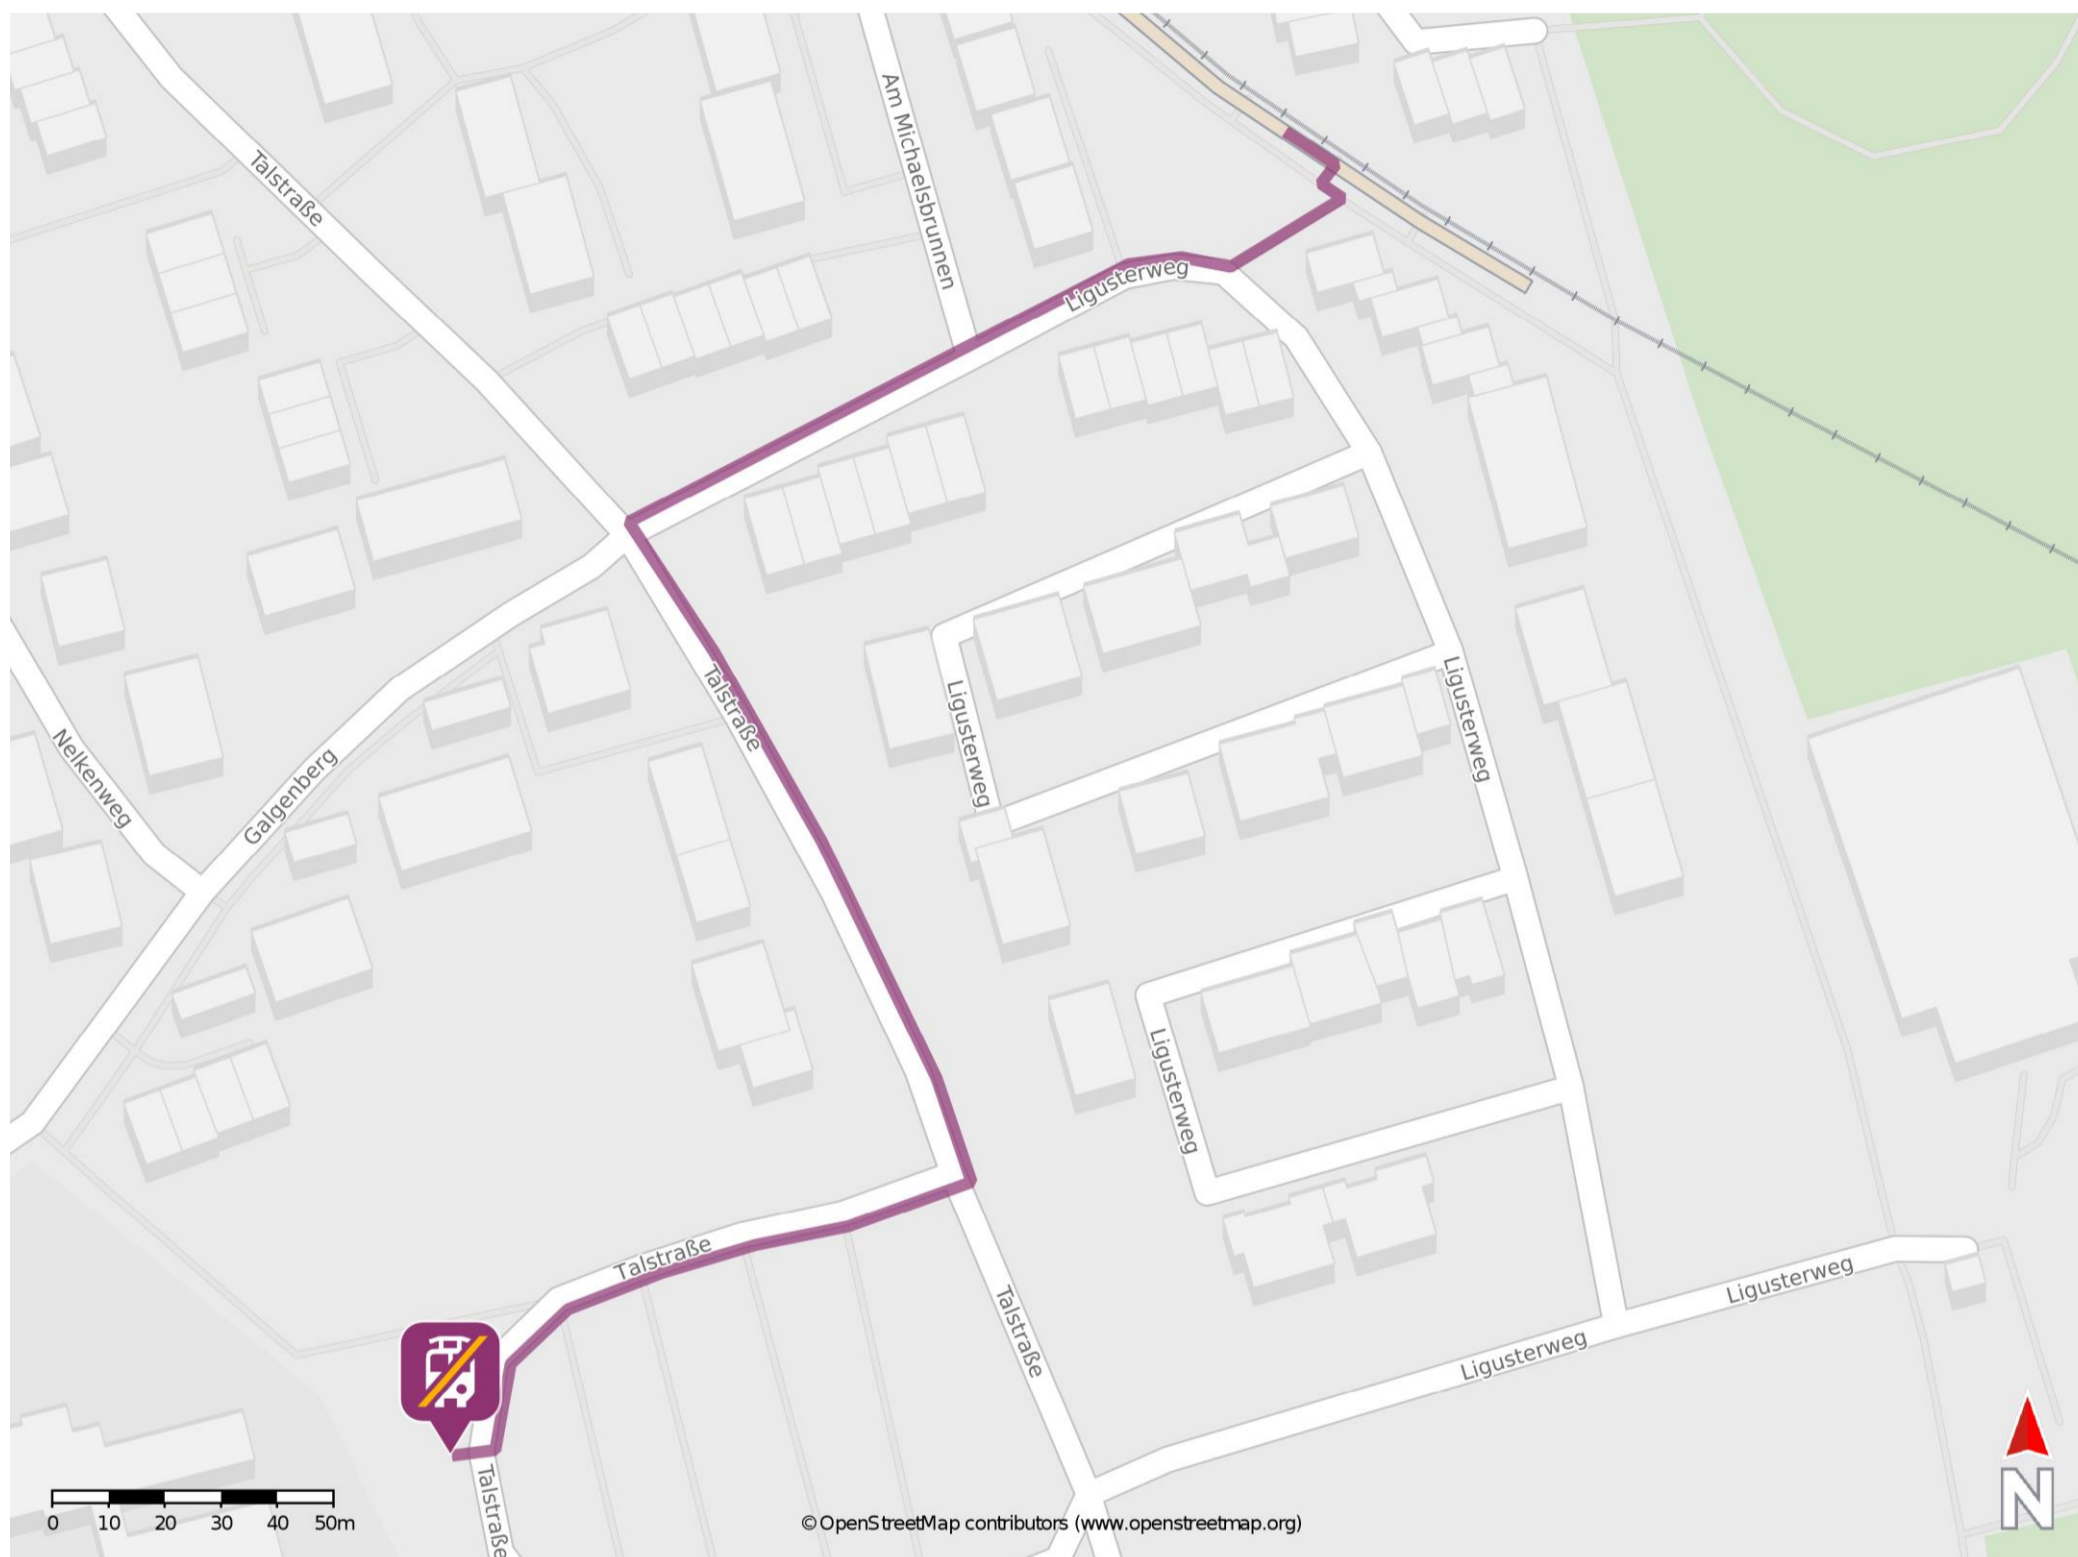 Am Michaelsbrunnen
Talstraße
Ligusterweg
Talstraße
Ligusterweg
Ligusterweg
Nelkenweg
Galgenberg
Ligusterweg
Talstraße
Ligusterweg
Talstraße
Ligusterweg
Talstraße
N
0 10 20 30 40 50m
©OpenStreetMap contributors (www.openstreetmap.org)